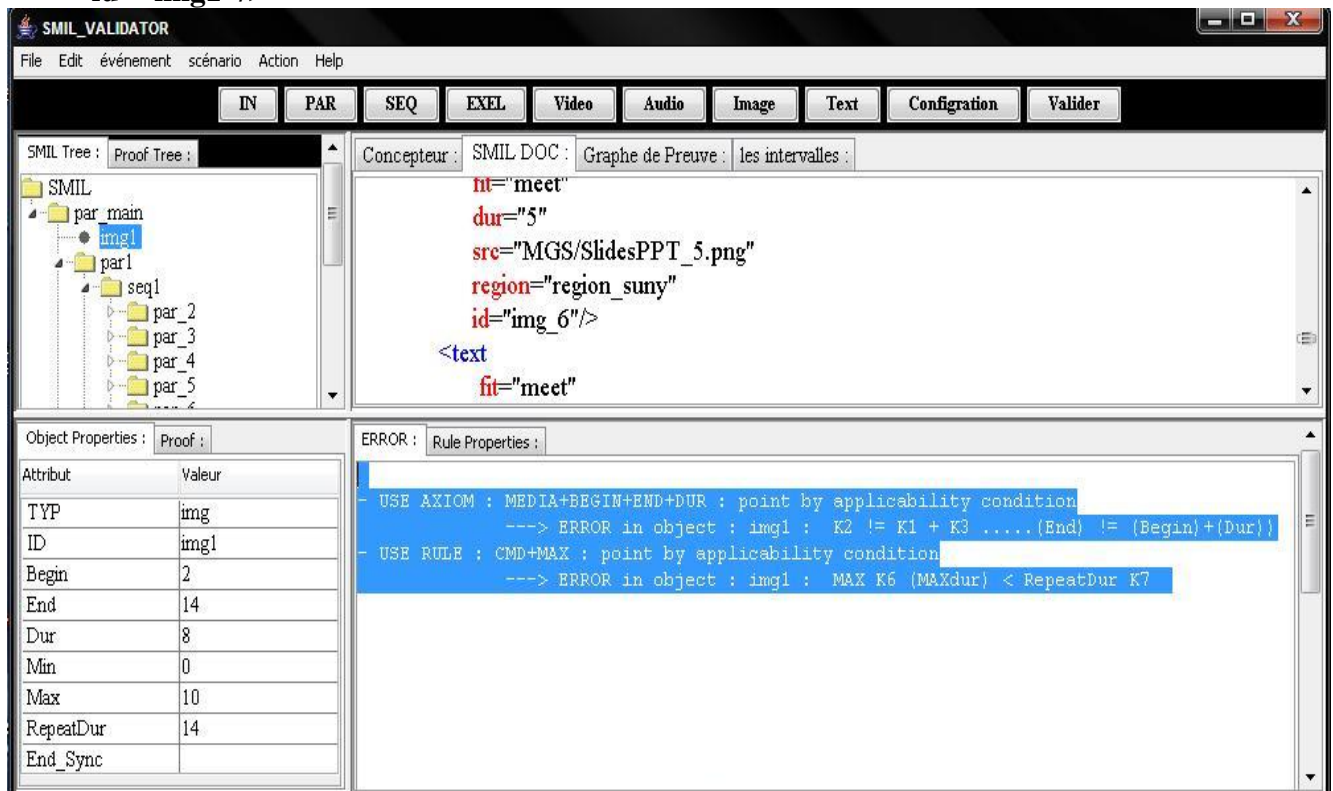 SMIL_VALIDATOR
File Edit événement scénario Action Help
IN PAR SEQ EXEL Video Audio Image Text Configration Valider
SMIL Tree : Proof Tree :
SMIL
par_main
img1
par1
seq1
par_2
par_3
par_4
par_5
Concepteur : SMIL DOC : Graphe de Preuve : les intervalles :
fit="meet"
dur="5"
src="MGS/SlidesPPT_5.png"
region="region_suny"
id="img_6"/>
<text
fit="meet"
Object Properties : Proof :
Attribut Valeur
TYP img
ID img1
Begin 2
End 14
Dur 8
Min 0
Max 10
RepeatDur 14
End_Sync
ERROR : Rule Properties :
- USE AXIOM : MEDIA+BEGIN+END+DUR : point by applicability condition
---> ERROR in object : img1 : K2 != K1 + K3 .....(End) != (Begin)+(Dur))
- USE RULE : CMD+MAX : point by applicability condition
---> ERROR in object : img1 : MAX K6 (MAXdur) < RepeatDur K7